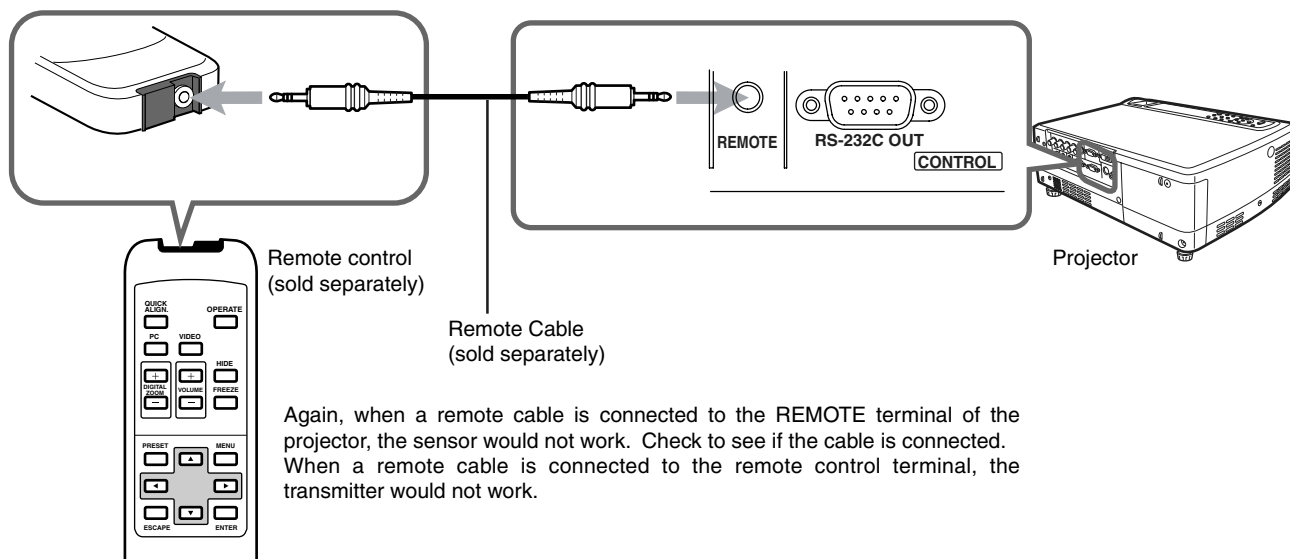 REMOTE
RS-232C OUT
CONTROL
Projector
Remote control
(sold separately)
Remote Cable
(sold separately)
QUICK
ALIGN.
OPERATE
PC
VIDEO
HIDE
DIGITAL
ZOOM
VOLUME
FREEZE
PRESET
MENU
ESCAPE
ENTER
Again, when a remote cable is connected to the REMOTE terminal of the
projector, the sensor would not work. Check to see if the cable is connected.
When a remote cable is connected to the remote control terminal, the
transmitter would not work.